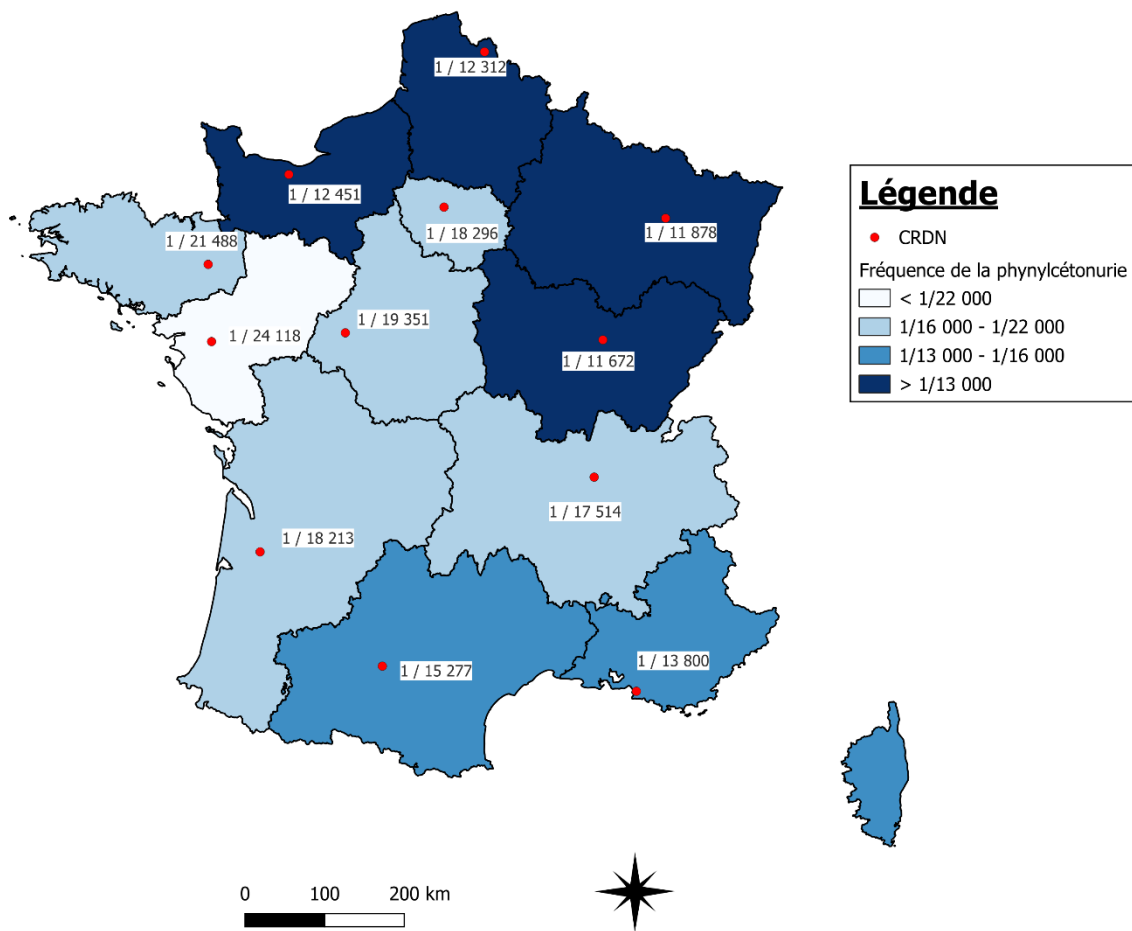 1 / 12 312
1 / 12 451
1 / 18 296
1 / 11 878
1 / 21 488
1 / 24 118
1 / 19 351
1 / 11 672
1 / 17 514
1 / 18 213
1 / 15 277
1 / 13 800
Légende
CRDN
Fréquence de la phynylcétonurie
< 1/22 000
1/16 000 - 1/22 000
1/13 000 - 1/16 000
> 1/13 000
0 100 200 km